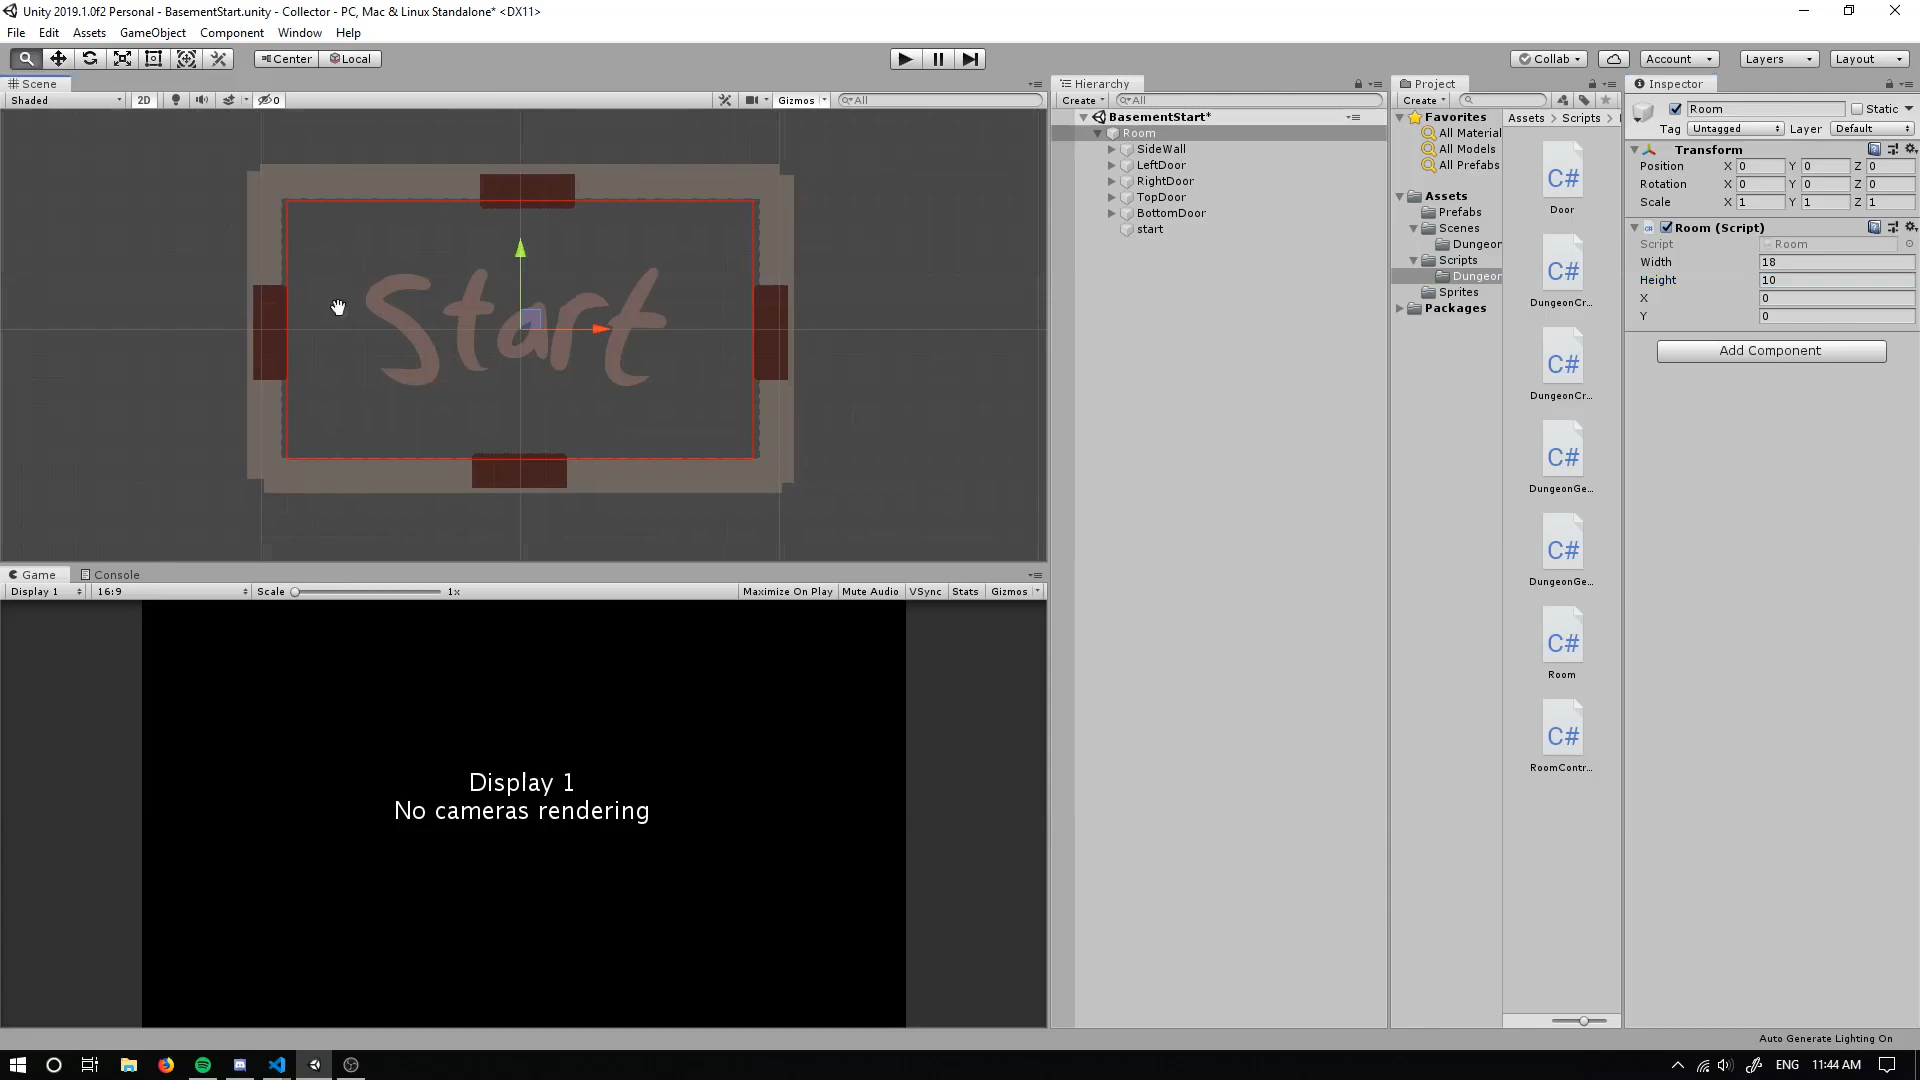 Unity 2019.1.0f2 Personal - BasementStart.unity - Collector - PC, Mac & Linux Standalone* <DX11>
File Edit Assets GameObject Component Window Help
Center Local
Collab Account Layers Layout
Scene
Shaded 2D 0 Gizmos All
Start
Game Console
Display 1 16:9 Scale 1x Maximize On Play Mute Audio VSync Stats Gizmos
Display 1
No cameras rendering
Hierarchy
Create All
BasementStart*
Room
SideWall
LeftDoor
RightDoor
TopDoor
BottomDoor
start
Project
Create
Favorites
All Material
All Models
All Prefabs
Assets
Prefabs
Scenes
Dungeor
Scripts
Dungeor
Sprites
Packages
Assets > Scripts >
C#
Door
C#
DungeonCr...
C#
DungeonCr...
C#
DungeonGe...
C#
DungeonGe...
C#
Room
C#
RoomContr...
Inspector
Room Static
Tag Untagged Layer Default
Transform
Position X 0 Y 0 Z 0
Rotation X 0 Y 0 Z 0
Scale X 1 Y 1 Z 1
Room (Script)
Script Room
Width 18
Height 10
X 0
Y 0
Add Component
Auto Generate Lighting On
ENG 11:44 AM